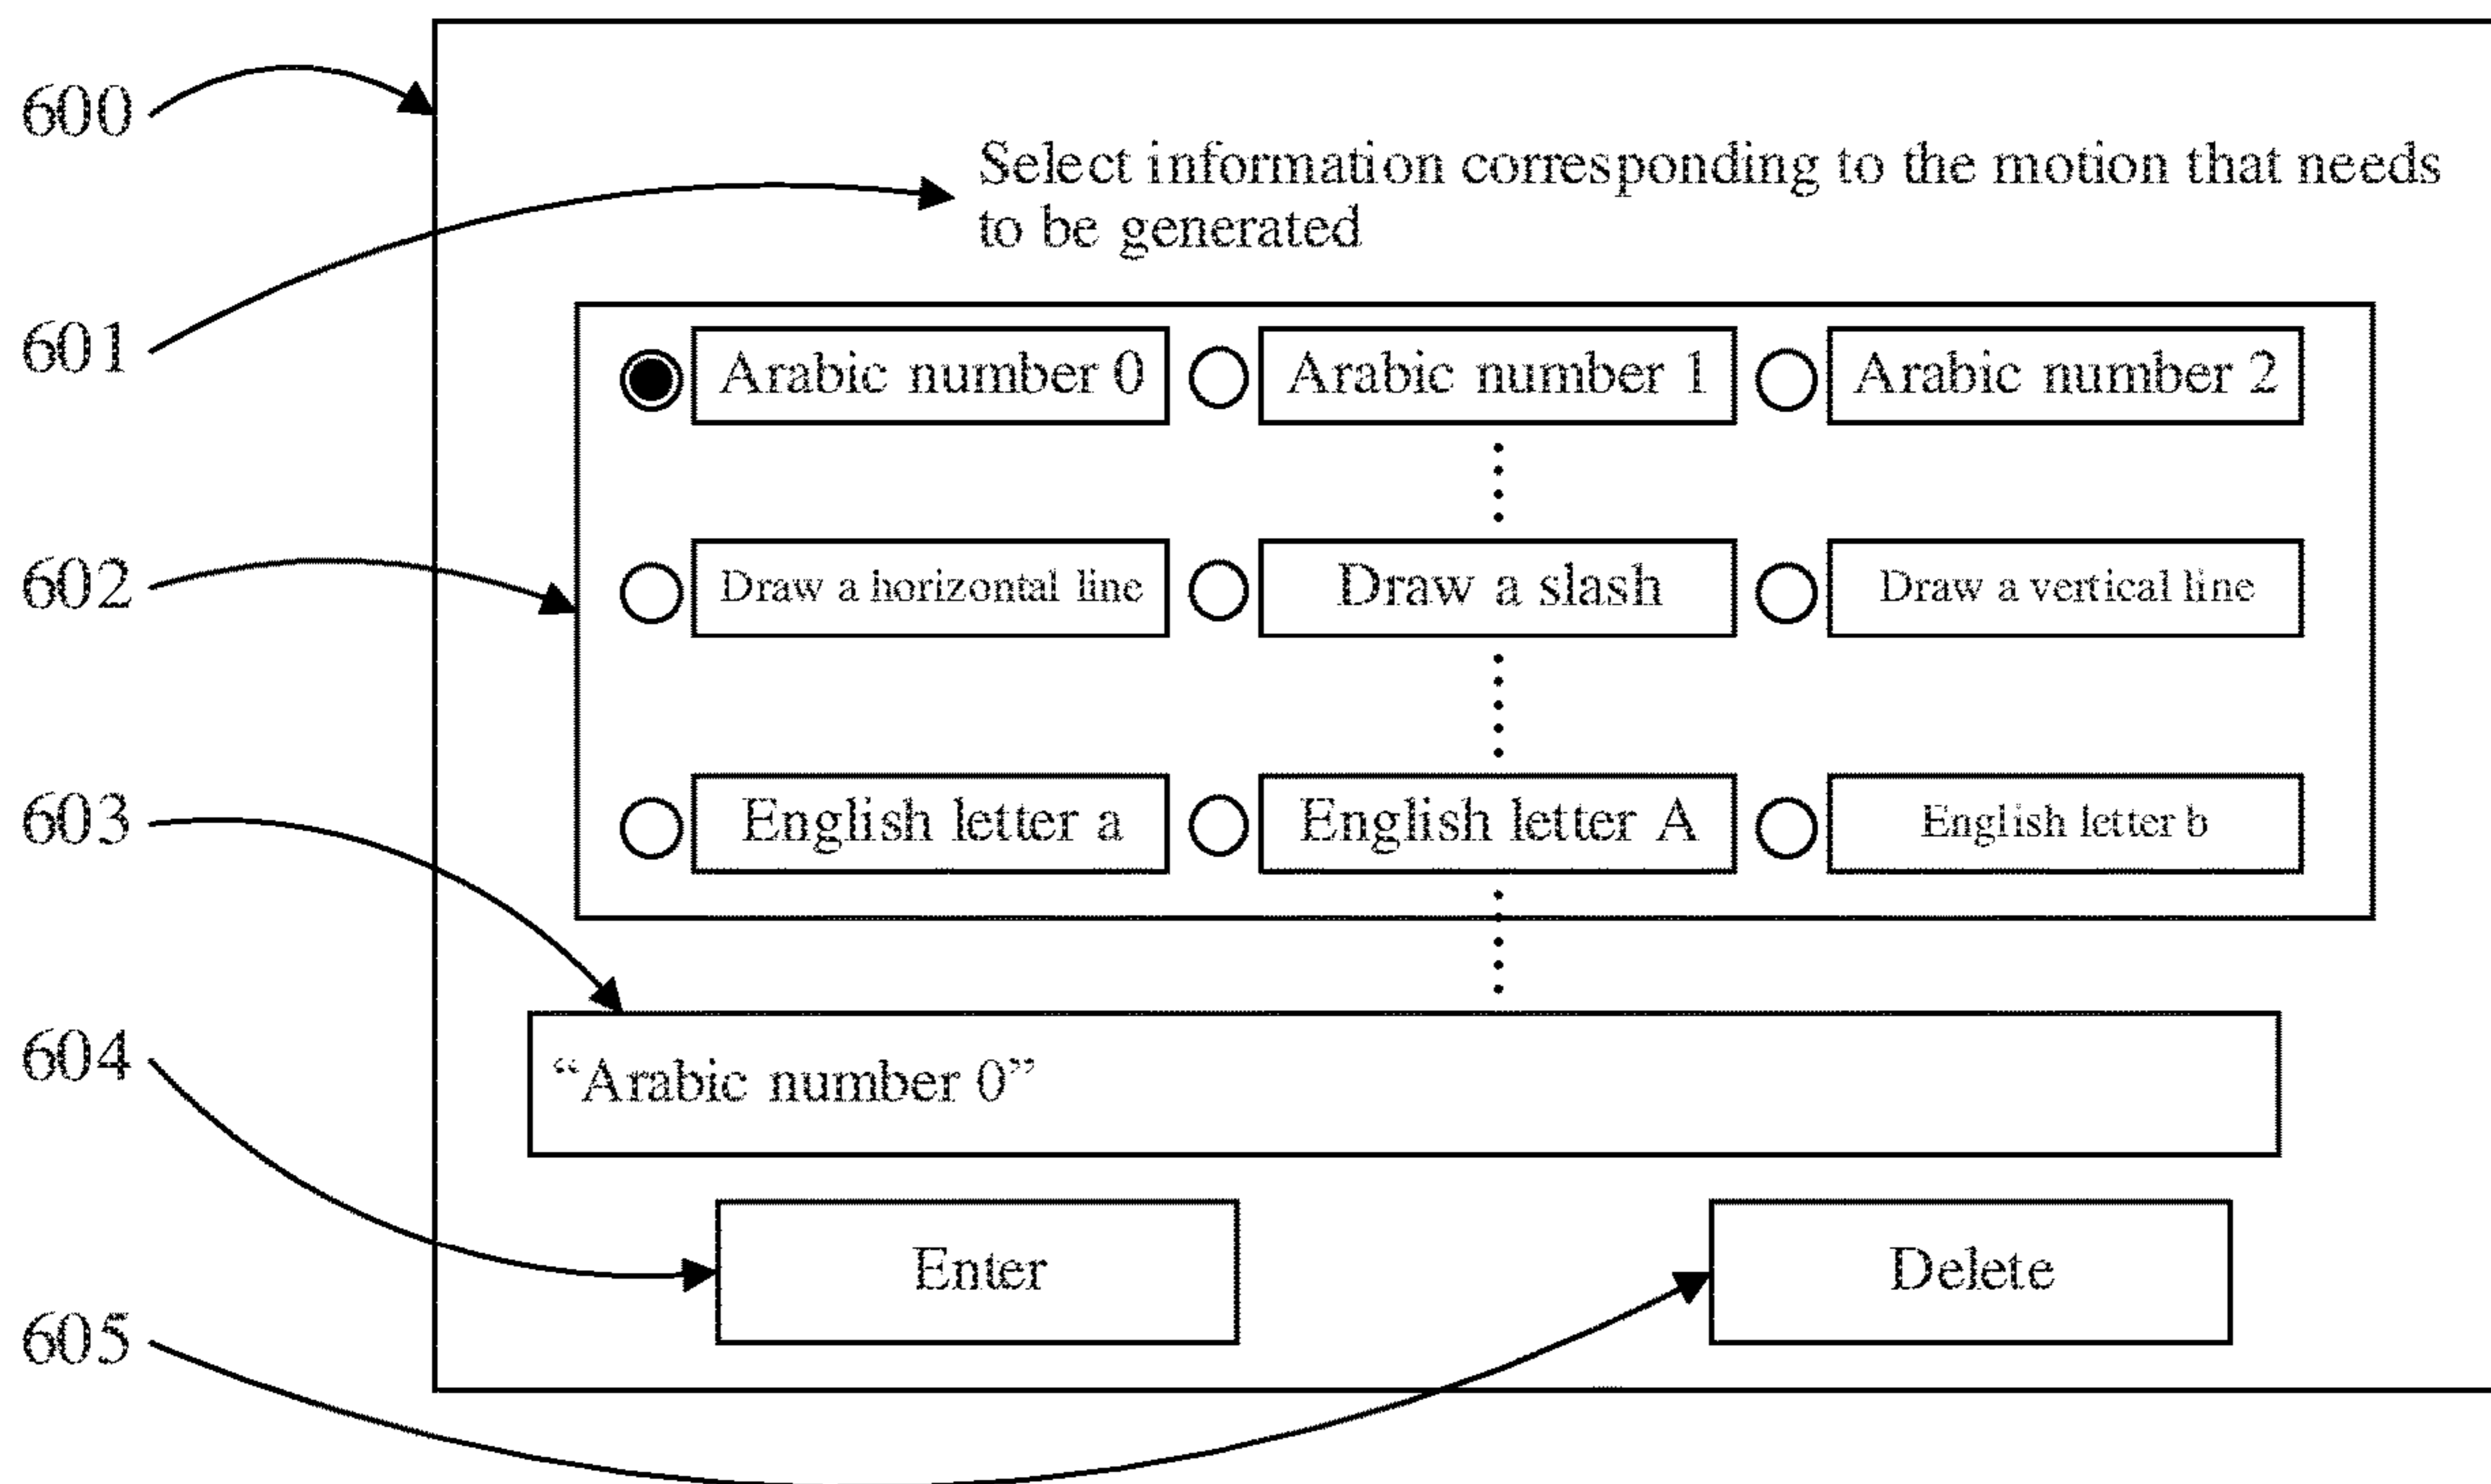 600
Select information corresponding to the motion that needs
to be generated
601
Arabic number 0 Arabic number 1 Arabic number 2
602
Draw a horizontal line Draw a slash Draw a vertical line
603
English letter a English letter A English letter b
604
“Arabic number 0”
Enter Delete
605